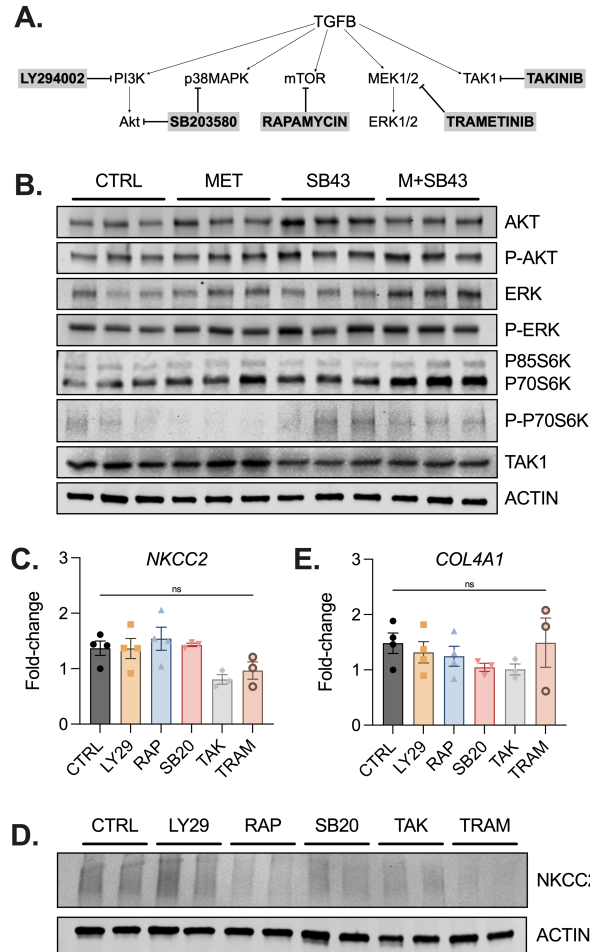 A.
TGFB
LY294002 PI3K p38MAPK mTOR MEK1/2 TAK1 TAKINIB
Akt SB203580 RAPAMYCIN ERK1/2 TRAMETINIB
B.
CTRL MET SB43 M+SB43
AKT
P-AKT
ERK
P-ERK
P85S6K
P70S6K
P-P70S6K
TAK1
ACTIN
C.
NKCC2
Fold-change
3
2
1
0
ns
CTRL LY29 RAP SB20 TAK TRAM
E.
COL4A1
Fold-change
3
2
1
0
ns
CTRL LY29 RAP SB20 TAK TRAM
D.
CTRL LY29 RAP SB20 TAK TRAM
NKCC2
ACTIN